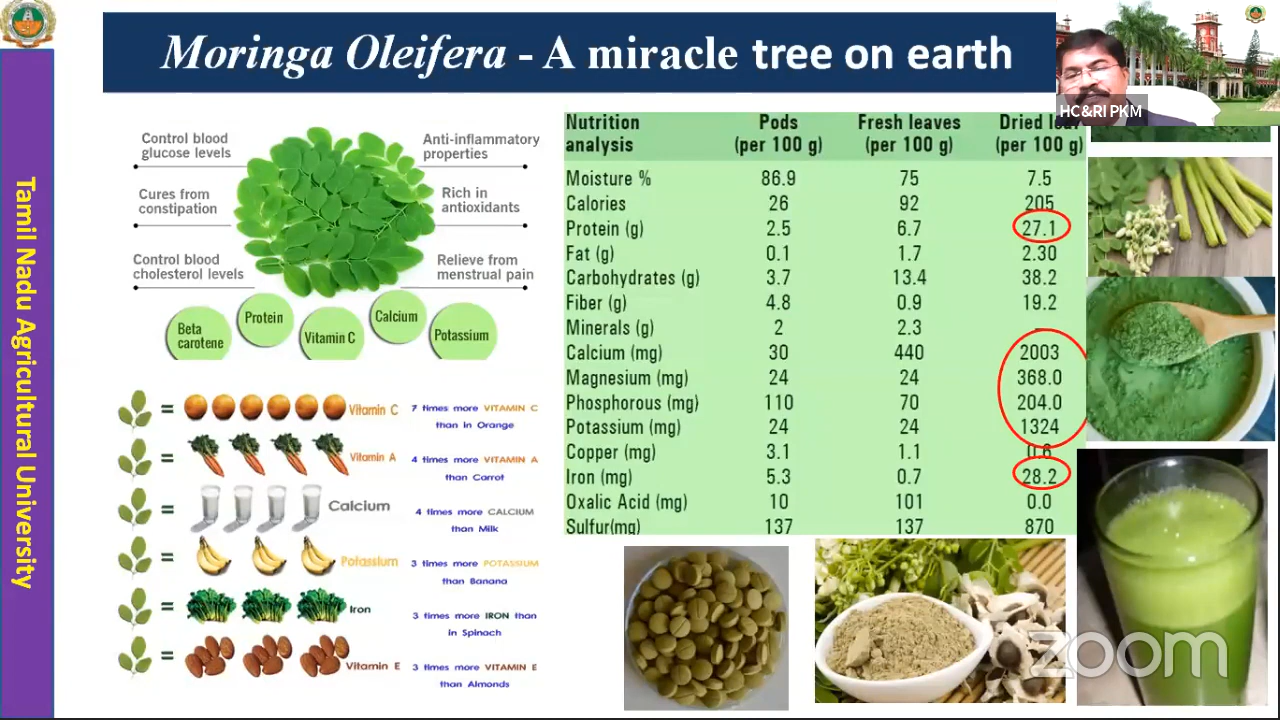 Moringa Oleifera - A miracle tree on earth
HC&RI PKM
Tamil Nadu Agricultural University
Control blood
glucose levels
Cures from
constipation
Control blood
cholesterol levels
Anti-inflammatory
properties
Rich in
antioxidants
Relieve from
menstrual pain
Beta
carotene
Protein
Vitamin C
Calcium
Potassium
= Vitamin C
7 times more VITAMIN C
than in Orange
= Vitamin A
4 times more VITAMIN A
than Carrot
= Calcium
4 times more CALCIUM
than Milk
= Potassium
3 times more POTASSIUM
than Banana
= Iron
3 times more IRON than
in Spinach
= Vitamin E
3 times more VITAMIN E
than Almonds
Nutrition Pods Fresh leaves Dried
analysis (per 100 g) (per 100 g) (per 100 g)
Moisture % 86.9 75 7.5
Calories 26 92 205
Protein (g) 2.5 6.7 27.1
Fat (g) 0.1 1.7 2.30
Carbohydrates (g) 3.7 13.4 38.2
Fiber (g) 4.8 0.9 19.2
Minerals (g) 2 2.3 -
Calcium (mg) 30 440 2003
Magnesium (mg) 24 24 368.0
Phosphorous (mg) 110 70 204.0
Potassium (mg) 24 24 1324
Copper (mg) 3.1 1.1 0.6
Iron (mg) 5.3 0.7 28.2
Oxalic Acid (mg) 10 101 0.0
Sulfur(mg) 137 137 870
zoom